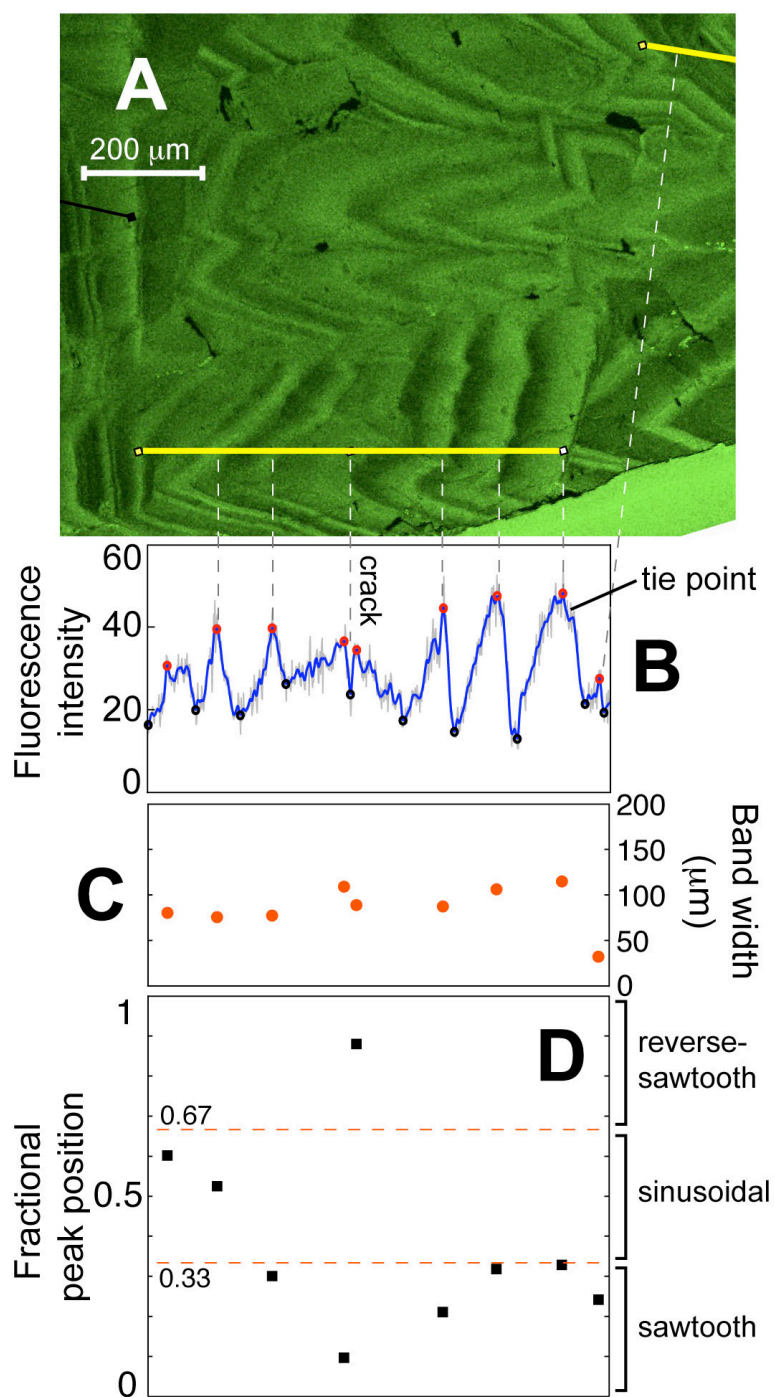 A
200 μm
60
40
20
0
Fluorescence
intensity
crack
tie point
B
C
200
150
100
50
0
Band width
(μm)
1
0.5
0
Fractional
peak position
D
0.67
0.33
reverse-
sawtooth
sinusoidal
sawtooth